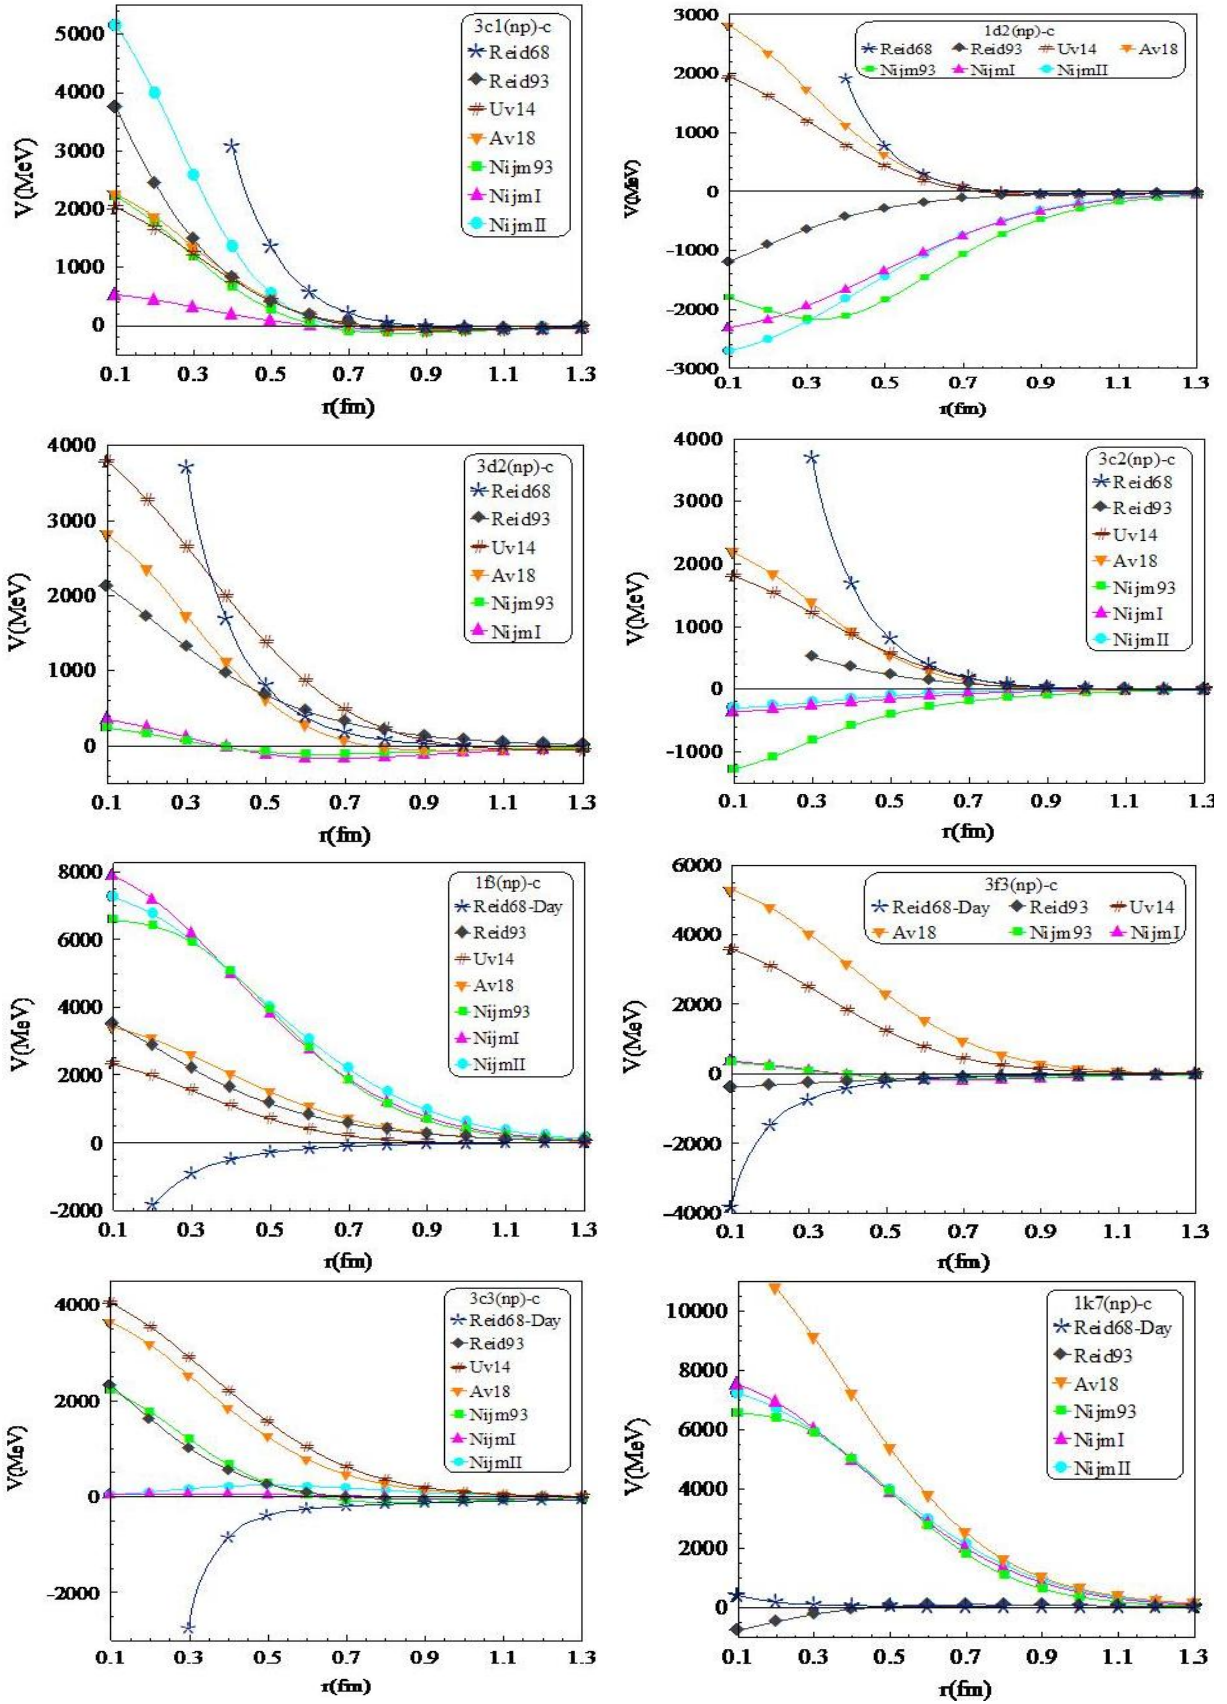 3c1(np)-c
Reid68
Reid93
Uv14
Av18
Nijm93
NijmI
NijmII
5000
4000
3000
2000
1000
0
V(MeV)
0.1 0.3 0.5 0.7 0.9 1.1 1.3
r(fm)
1d2(np)-c
Reid68 Reid93 Uv14 Av18
Nijm93 NijmI NijmII
3000
2000
1000
0
-1000
-2000
-3000
V(MeV)
0.1 0.3 0.5 0.7 0.9 1.1 1.3
r(fm)
3d2(np)-c
Reid68
Reid93
Uv14
Av18
Nijm93
NijmI
4000
3000
2000
1000
0
V(MeV)
0.1 0.3 0.5 0.7 0.9 1.1 1.3
r(fm)
3c2(np)-c
Reid68
Reid93
Uv14
Av18
Nijm93
NijmI
NijmII
4000
3000
2000
1000
0
-1000
V(MeV)
0.1 0.3 0.5 0.7 0.9 1.1 1.3
r(fm)
1f3(np)-c
Reid68-Day
Reid93
Uv14
Av18
Nijm93
NijmI
NijmII
8000
6000
4000
2000
0
-2000
V(MeV)
0.1 0.3 0.5 0.7 0.9 1.1 1.3
r(fm)
3f3(np)-c
Reid68-Day Reid93 Uv14
Av18 Nijm93 NijmI
6000
4000
2000
0
-2000
-4000
V(MeV)
0.1 0.3 0.5 0.7 0.9 1.1 1.3
r(fm)
3c3(np)-c
Reid68-Day
Reid93
Uv14
Av18
Nijm93
NijmI
NijmII
4000
2000
0
-2000
V(MeV)
0.1 0.3 0.5 0.7 0.9 1.1 1.3
r(fm)
1k7(np)-c
Reid68-Day
Reid93
Av18
Nijm93
NijmI
NijmII
10000
8000
6000
4000
2000
0
V(MeV)
0.1 0.3 0.5 0.7 0.9 1.1 1.3
r(fm)